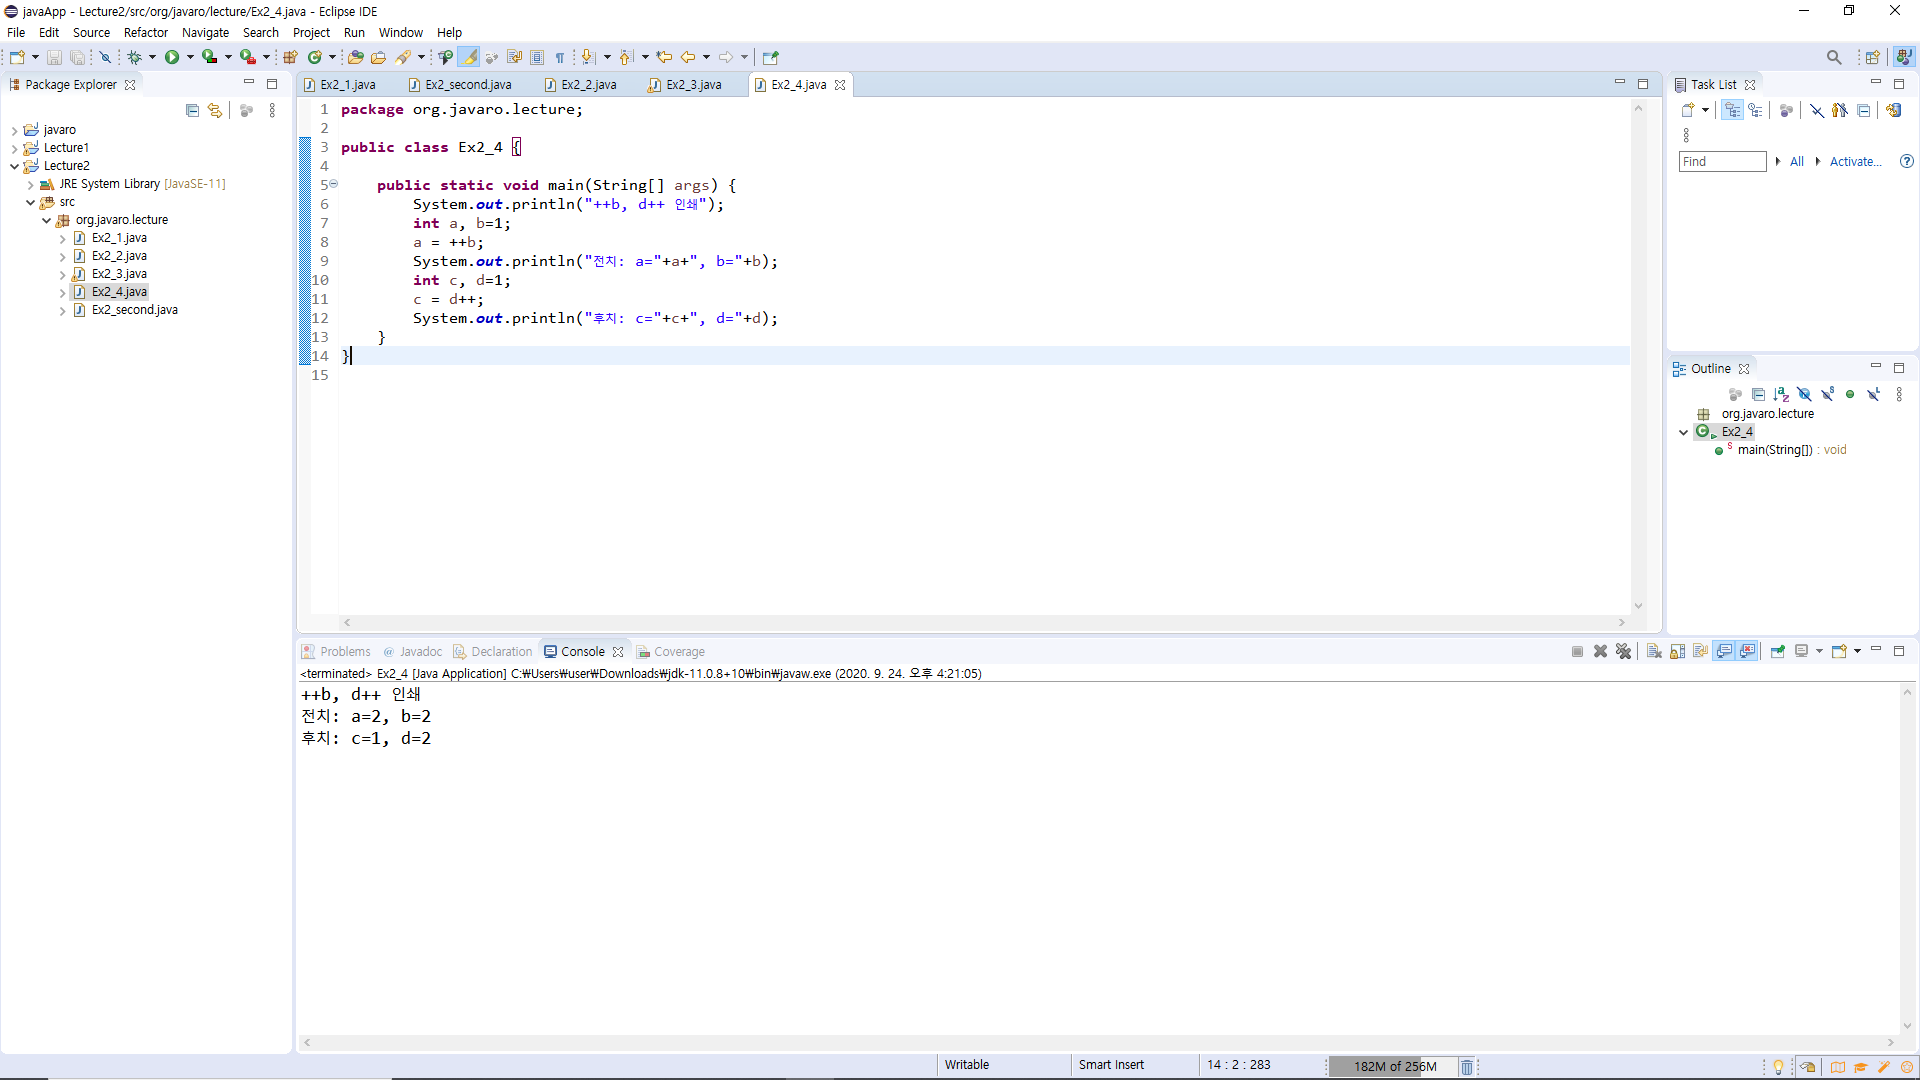 javaApp - Lecture2/src/org/javaro/lecture/Ex2_4.java - Eclipse IDE
File Edit Source Refactor Navigate Search Project Run Window Help
Package Explorer
javaro
Lecture1
Lecture2
JRE System Library [JavaSE-11]
src
org.javaro.lecture
Ex2_1.java
Ex2_2.java
Ex2_3.java
Ex2_4.java
Ex2_second.java
Ex2_1.java Ex2_second.java Ex2_2.java Ex2_3.java Ex2_4.java
1 package org.javaro.lecture;
2
3 public class Ex2_4 {
4
5 public static void main(String[] args) {
6 System.out.println("++b, d++ 인쇄");
7 int a, b=1;
8 a = ++b;
9 System.out.println("전치: a="+a+", b="+b);
10 int c, d=1;
11 c = d++;
12 System.out.println("후치: c="+c+", d="+d);
13 }
14 }
15
Task List
Find All Activate...
Outline
org.javaro.lecture
Ex2_4
main(String[]) : void
Problems @ Javadoc Declaration Console Coverage
<terminated> Ex2_4 [Java Application] C:₩Users₩user₩Downloads₩jdk-11.0.8+10₩bin₩javaw.exe (2020. 9. 24. 오후 4:21:05)
++b, d++ 인쇄
전치: a=2, b=2
후치: c=1, d=2
Writable Smart Insert 14 : 2 : 283 182M of 256M